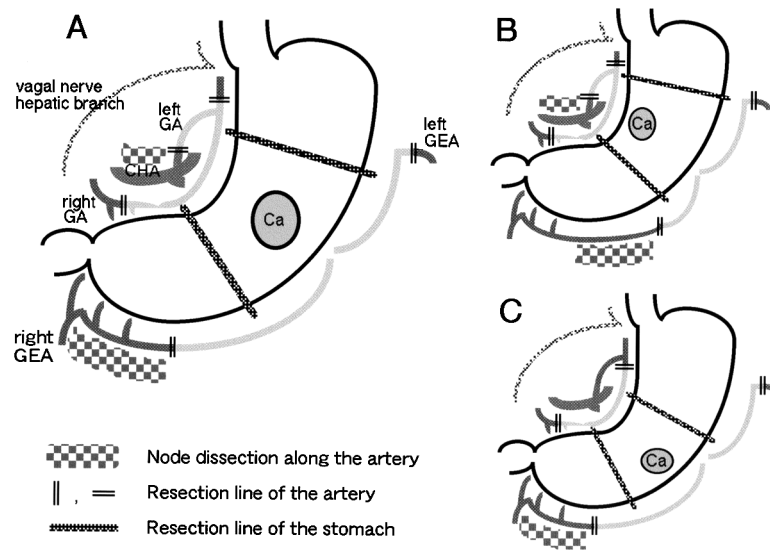 A
vagal nerve
hepatic branch
left
GA
CHA
right
GA
Ca
left
GEA
right
GEA
B
Ca
C
Ca
Node dissection along the artery
, Resection line of the artery
Resection line of the stomach